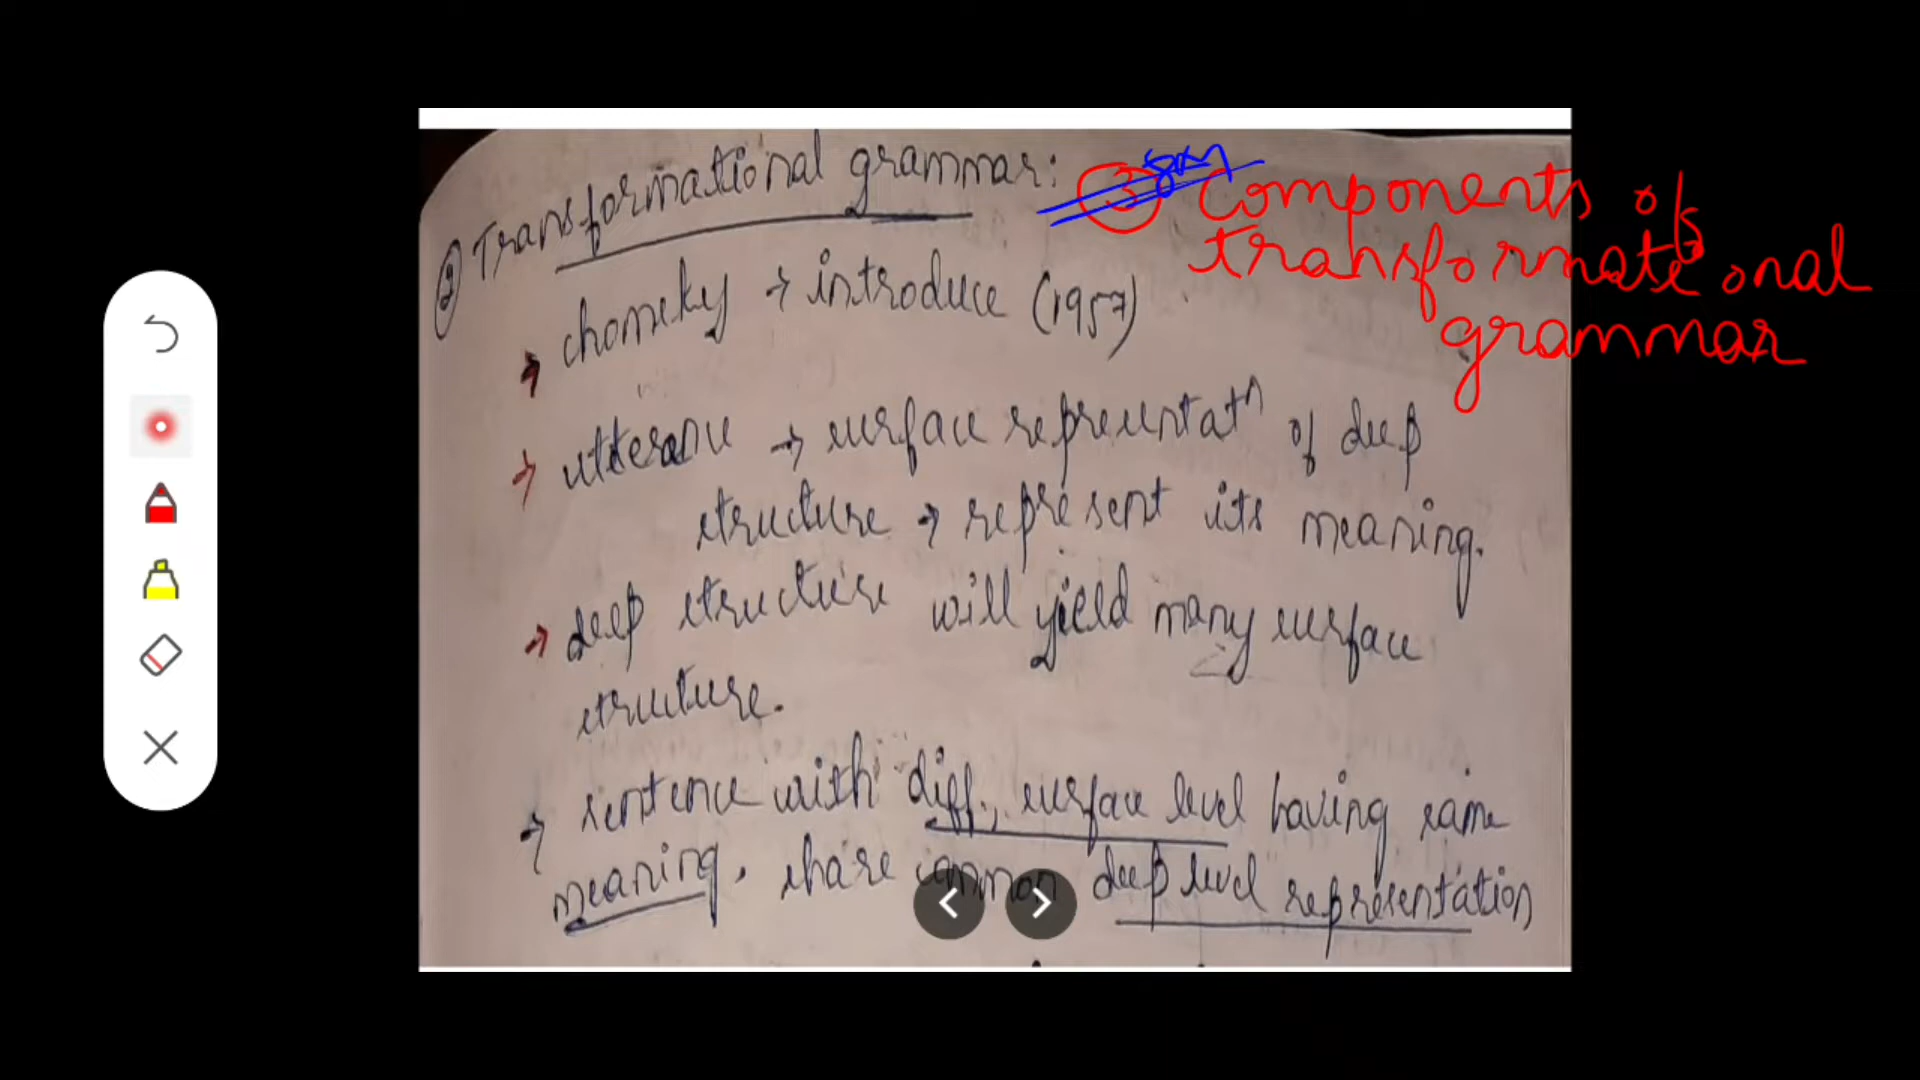 ② Transformational grammar:
③ Components of
transformational
grammar
→ chomsky → introduce (1957)
→ utterance → surface representatⁿ of deep
structure → represent its meaning.
→ deep structure will yield many surface
structure.
→ sentence with diff., surface level having same
meaning, share common deep level representation